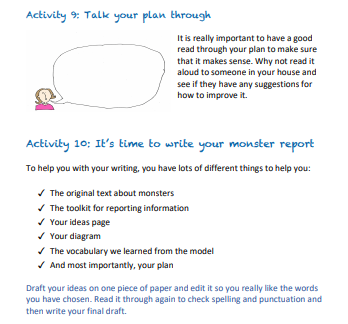 Activity 9: Talk your plan through
It is really important to have a good
read through your plan to make sure
that it makes sense. Why not read it
aloud to someone in your house and
see if they have any suggestions for
how to improve it.
Activity 10: It's time to write your monster report
To help you with your writing, you have lots of different things to help you:
✓ The original text about monsters
✓ The toolkit for reporting information
✓ Your ideas page
✓ Your diagram
✓ The vocabulary we learned from the model
✓ And most importantly, your plan
Draft your ideas on one piece of paper and edit it so you really like the words
you have chosen. Read it through again to check spelling and punctuation and
then write your final draft.